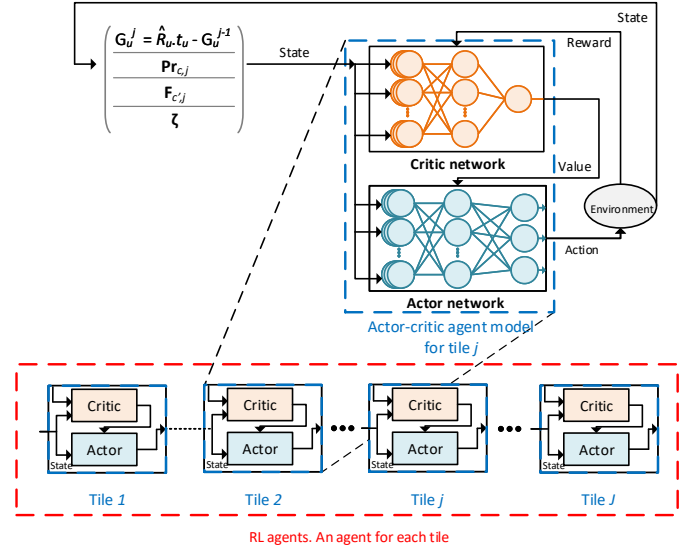 State
G_u^j = R̂_u.t_u - G_u^{j-1}
Pr_{c,j}
F_{c',j}
ζ
State
Reward
Critic network
Value
Environment
Action
Actor network
Actor-critic agent model
for tile j
Critic
Actor
State
Critic
Actor
State
Critic
Actor
State
Critic
Actor
State
Tile 1
Tile 2
Tile j
Tile J
RL agents. An agent for each tile